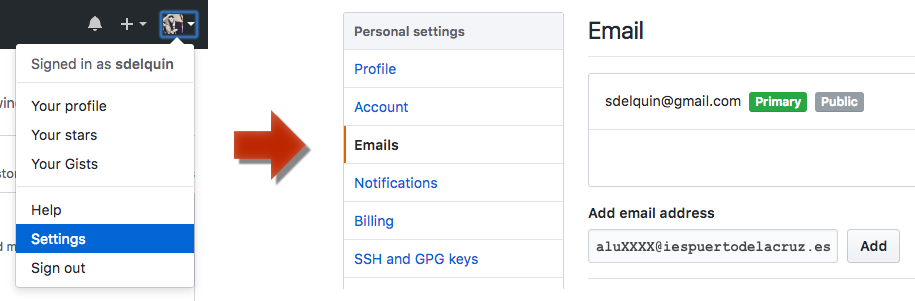 Signed in as sdelquin
Your profile
Your stars
Your Gists
Help
Settings
Sign out
Personal settings
Profile
Account
Emails
Notifications
Billing
SSH and GPG keys
Email
sdelquin@gmail.com Primary Public
Add email address
aluXXXX@iespuertodelacruz.es Add